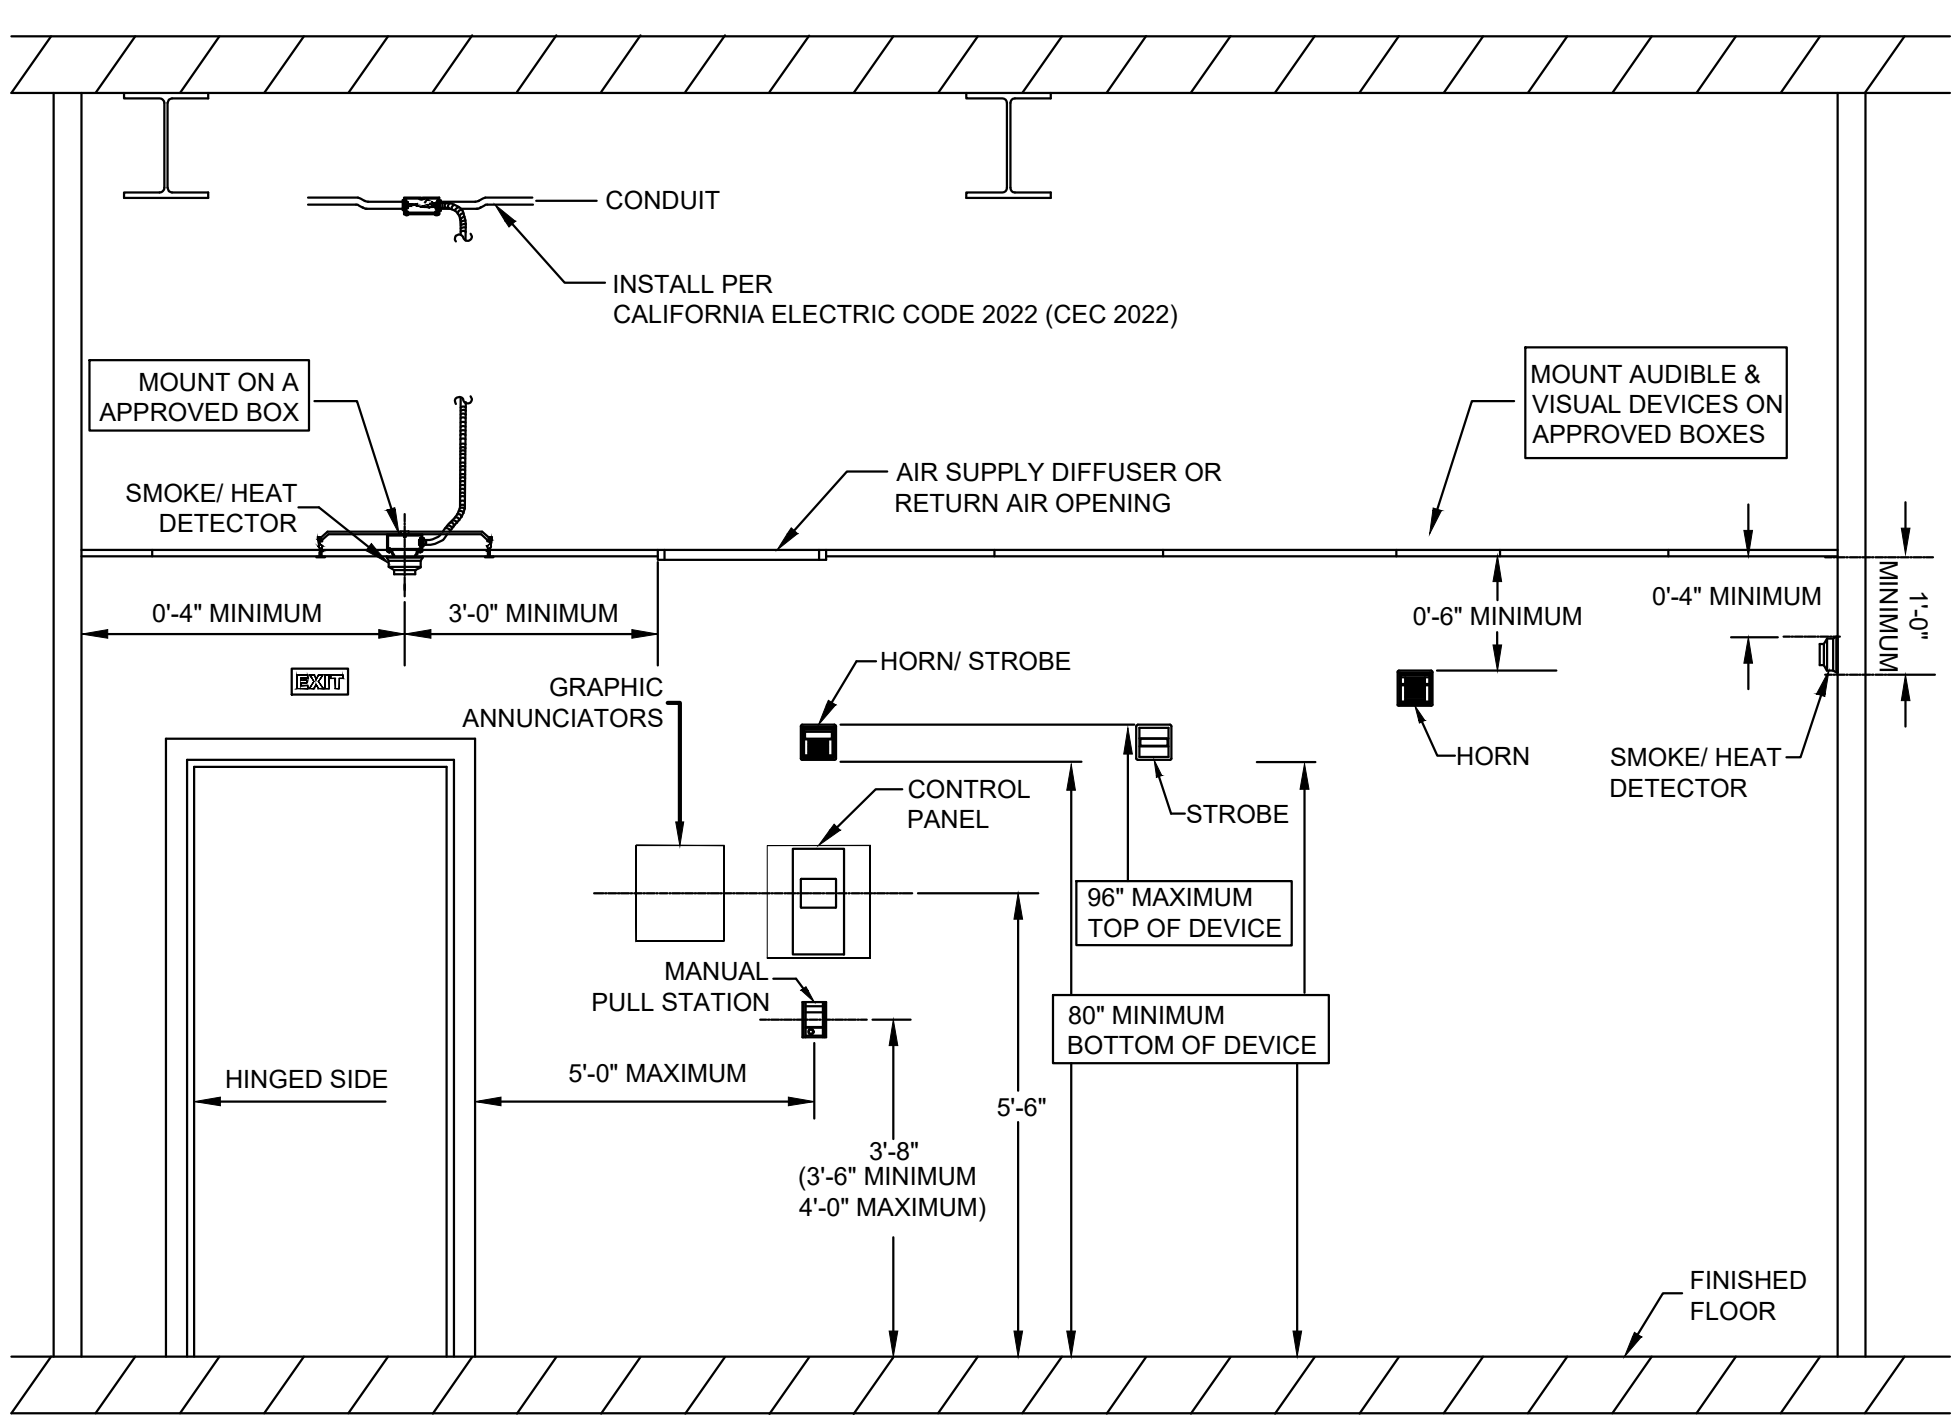 CONDUIT
INSTALL PER
CALIFORNIA ELECTRIC CODE 2022 (CEC 2022)
MOUNT ON A
APPROVED BOX
MOUNT AUDIBLE &
VISUAL DEVICES ON
APPROVED BOXES
SMOKE/ HEAT
DETECTOR
AIR SUPPLY DIFFUSER OR
RETURN AIR OPENING
0'-4" MINIMUM
3'-0" MINIMUM
0'-6" MINIMUM
0'-4" MINIMUM
1'-0"
MINIMUM
EXIT
GRAPHIC
ANNUNCIATORS
HORN/ STROBE
HORN
SMOKE/ HEAT
DETECTOR
CONTROL
PANEL
STROBE
96" MAXIMUM
TOP OF DEVICE
MANUAL
PULL STATION
80" MINIMUM
BOTTOM OF DEVICE
HINGED SIDE
5'-0" MAXIMUM
5'-6"
3'-8"
(3'-6" MINIMUM
4'-0" MAXIMUM)
FINISHED
FLOOR